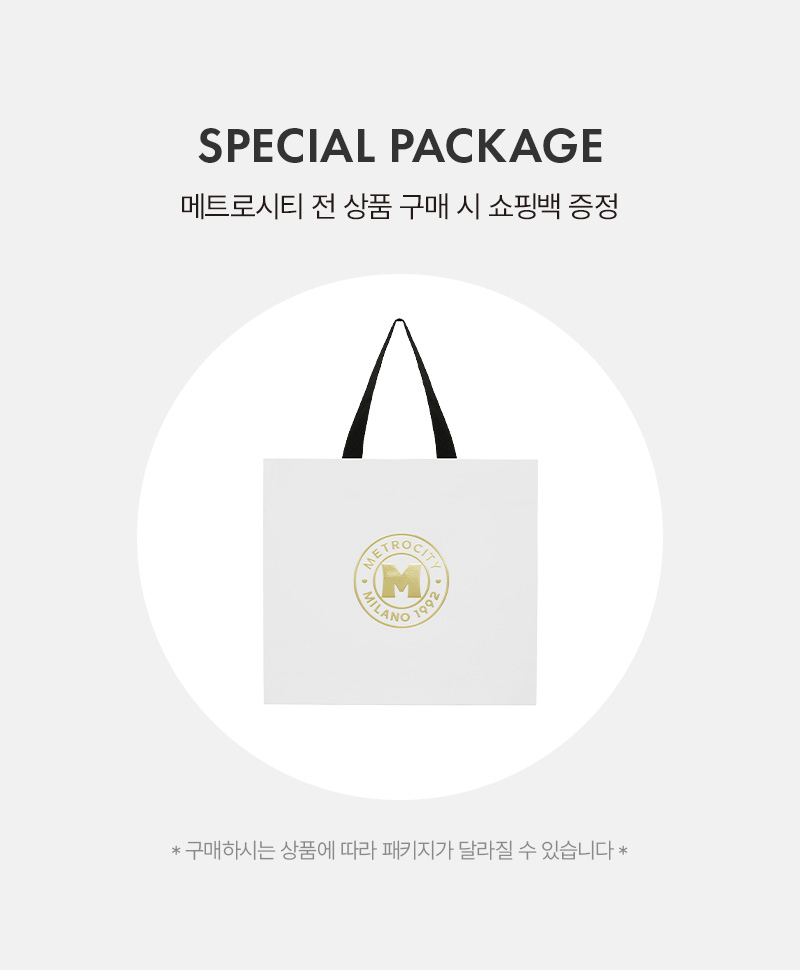 SPECIAL PACKAGE
메트로시티 전 상품 구매 시 쇼핑백 증정
METROCITY
M
MILANO 1992
* 구매하시는 상품에 따라 패키지가 달라질 수 있습니다 *